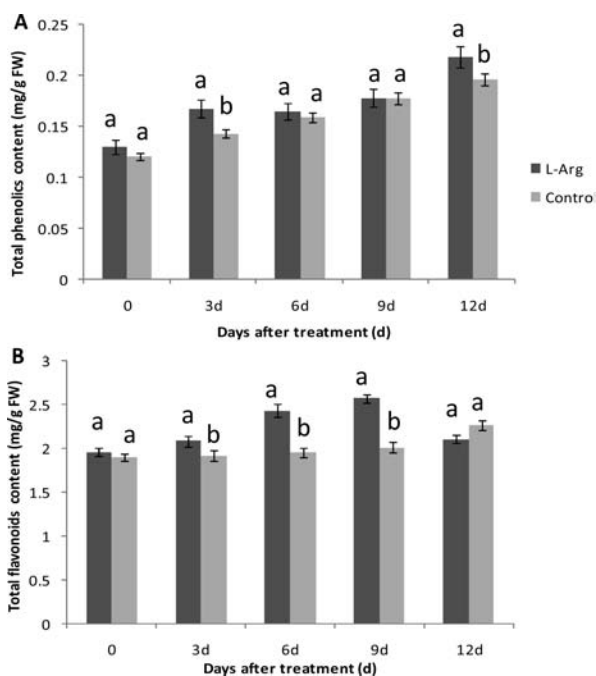 A
Total phenolics content (mg/g FW)
0.25
0.2
0.15
0.1
0.05
0
a a
a b
a a
a a
a b
0 3d 6d 9d 12d
Days after treatment (d)
L-Arg
Control
B
Total flavonoids content (mg/g FW)
3
2.5
2
1.5
1
0.5
0
a a
a b
a b
a b
a a
0 3d 6d 9d 12d
Days after treatment (d)